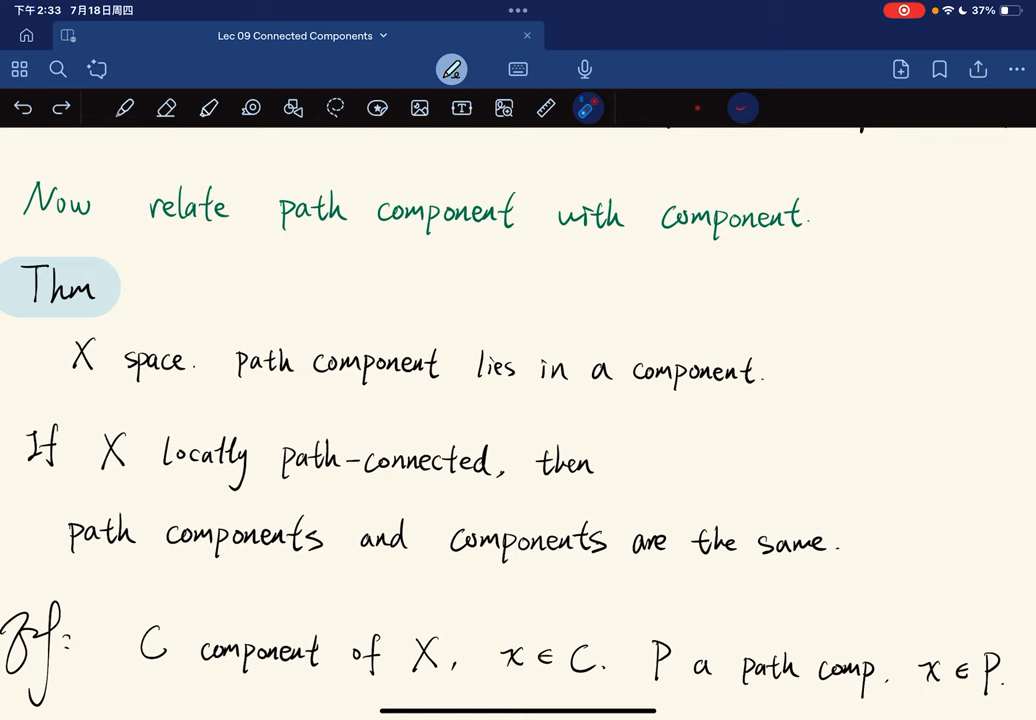 下午2:33 7月18日周四
37%
Lec 09 Connected Components
Now relate path component with component.
Thm
X space. path component lies in a component.
If X locally path-connected, then
path components and components are the same.
Pf: C component of X, x ∈ C. P a path comp. x ∈ P.